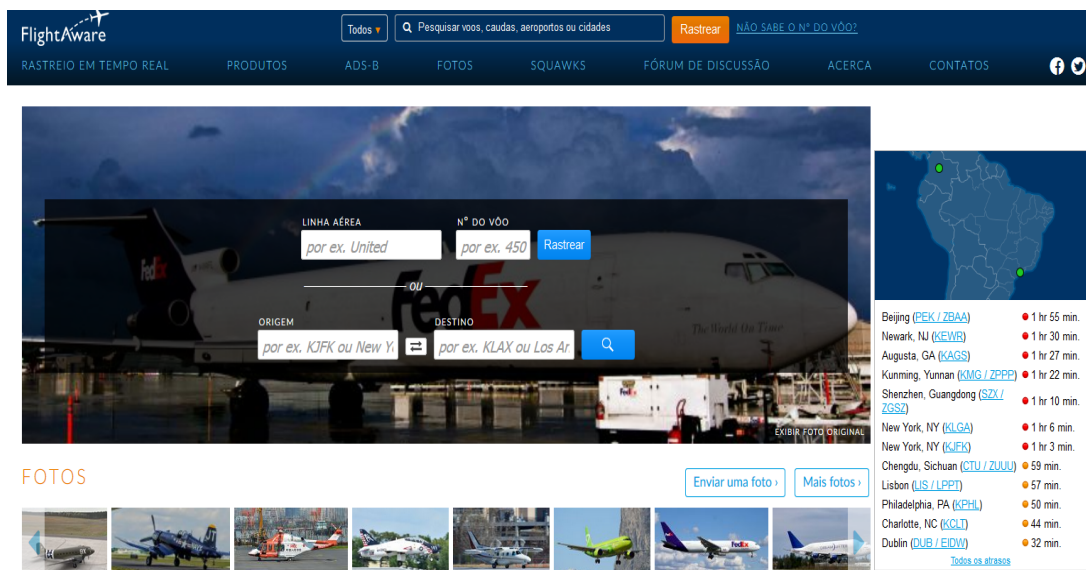 FlightAware
Todos ▾
Pesquisar voos, caudas, aeroportos ou cidades
Rastrear
NÃO SABE O Nº DO VÔO?
RASTREIO EM TEMPO REAL
PRODUTOS
ADS-B
FOTOS
SQUAWKS
FÓRUM DE DISCUSSÃO
ACERCA
CONTATOS
LINHA AÉREA
Nº DO VÔO
por ex. United
por ex. 450
Rastrear
FedEx
ou
FedEx
ORIGEM
DESTINO
The World On Time
por ex. KJFK ou New Y
por ex. KLAX ou Los Ar
FedEx
EXIBIR FOTO ORIGINAL
Beijing (PEK / ZBAA) 1 hr 55 min.
Newark, NJ (KEWR) 1 hr 30 min.
Augusta, GA (KAGS) 1 hr 27 min.
Kunming, Yunnan (KMG / ZPPP) 1 hr 22 min.
Shenzhen, Guangdong (SZX /
ZGSZ) 1 hr 10 min.
New York, NY (KLGA) 1 hr 6 min.
New York, NY (KJFK) 1 hr 3 min.
Chengdu, Sichuan (CTU / ZUUU) 59 min.
Lisbon (LIS / LPPT) 57 min.
Philadelphia, PA (KPHL) 50 min.
Charlotte, NC (KCLT) 44 min.
Dublin (DUB / EIDW) 32 min.
Todos os atrasos
FOTOS
Enviar uma foto ›
Mais fotos ›
FedEx